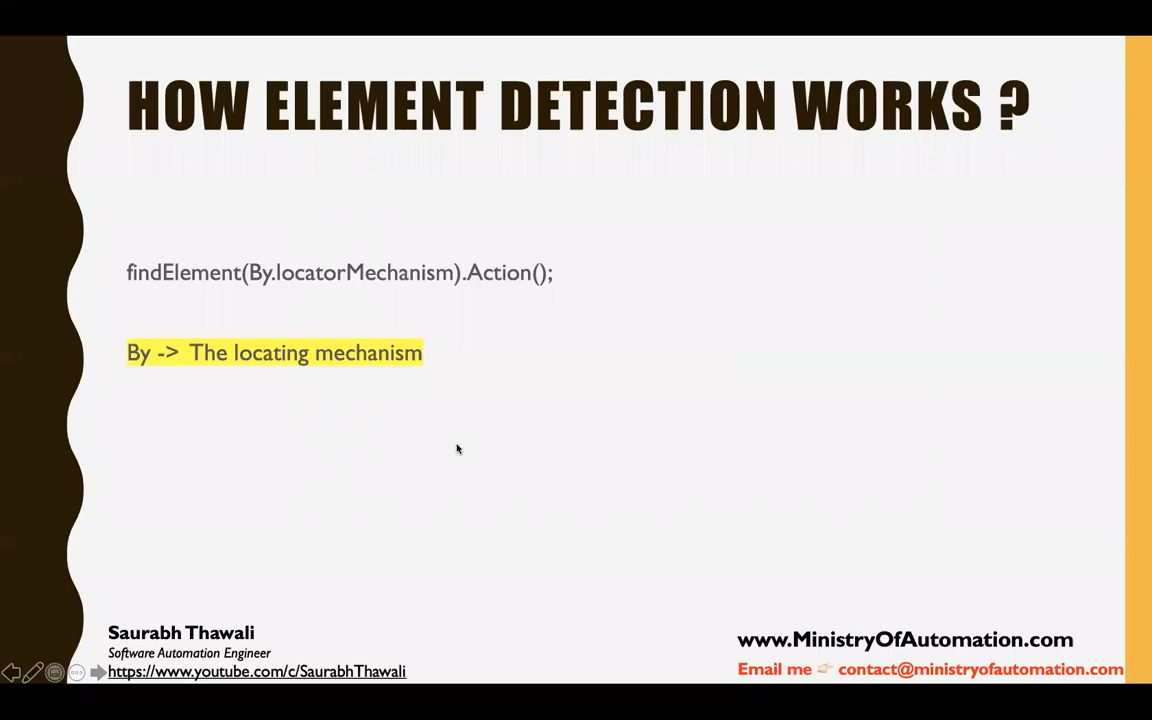 HOW ELEMENT DETECTION WORKS ?
findElement(By.locatorMechanism).Action();
By -> The locating mechanism
Saurabh Thawali
Software Automation Engineer
https://www.youtube.com/c/SaurabhThawali
www.MinistryOfAutomation.com
Email me 👉🏻 contact@ministryofautomation.com